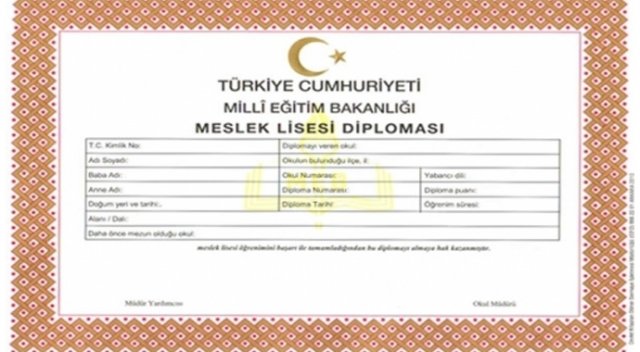 TÜRKİYE CUMHURİYETİ
MİLLÎ EĞİTİM BAKANLIĞI
MESLEK LİSESİ DİPLOMASI
T.C. Kimlik No: Diplomayı veren okul:
Adı Soyadı: Okulun bulunduğu ilçe, il:
Baba Adı: Okul Numarası: Yabancı dili:
Anne Adı: Diploma Numarası: Diploma puanı:
Doğum yeri ve tarihi:. Diploma Tarihi: Öğrenim süresi:
Alanı / Dalı:
Daha önce mezun olduğu okul:
meslek lisesi öğrenimini başarı ile tamamladığından bu diplomayı almaya hak kazanmıştır.
Müdür Yardımcısı Okul Müdürü